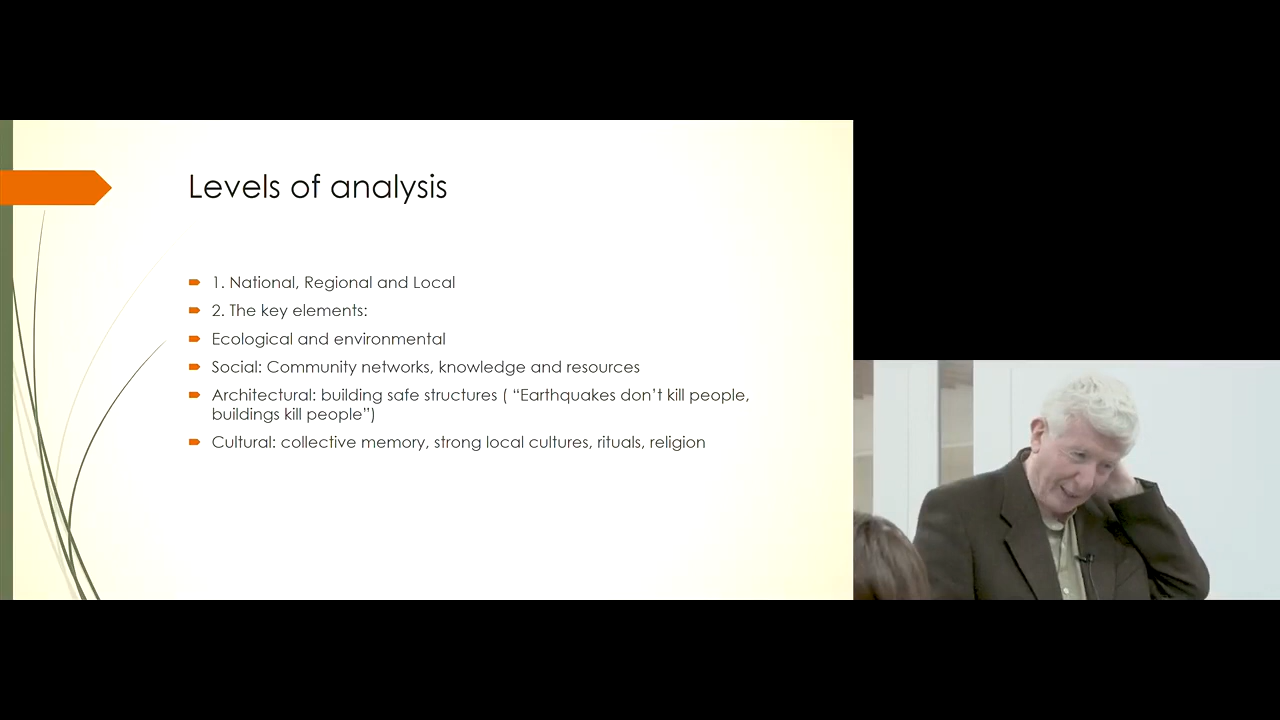 Levels of analysis
1. National, Regional and Local
2. The key elements:
Ecological and environmental
Social: Community networks, knowledge and resources
Architectural: building safe structures ( “Earthquakes don’t kill people,
buildings kill people”)
Cultural: collective memory, strong local cultures, rituals, religion